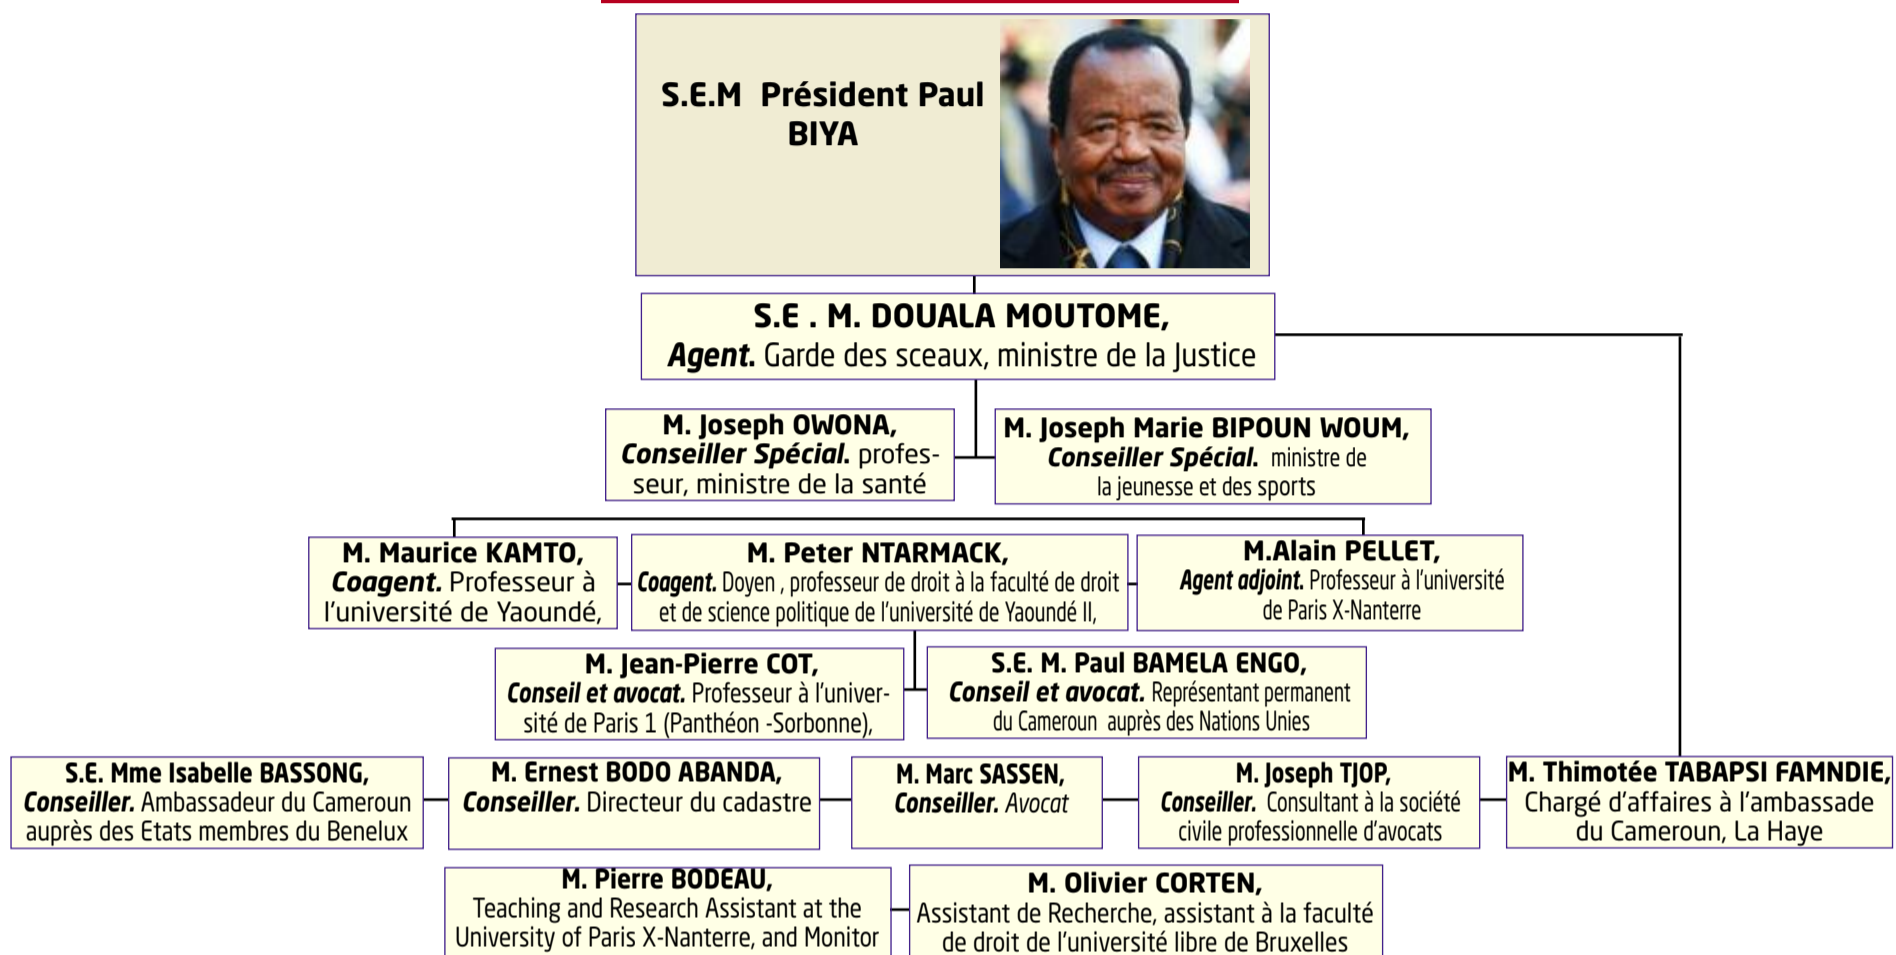 S.E.M Président Paul
BIYA
S.E . M. DOUALA MOUTOME,
Agent. Garde des sceaux, ministre de la Justice
M. Joseph OWONA,
Conseiller Spécial. profes-
seur, ministre de la santé
M. Joseph Marie BIPOUN WOUM,
Conseiller Spécial. ministre de
la jeunesse et des sports
M. Maurice KAMTO,
Coagent. Professeur à
l'université de Yaoundé,
M. Peter NTARMACK,
Coagent. Doyen , professeur de droit à la faculté de droit
et de science politique de l'université de Yaoundé II,
M.Alain PELLET,
Agent adjoint. Professeur à l'université
de Paris X-Nanterre
M. Jean-Pierre COT,
Conseil et avocat. Professeur à l'univer-
sité de Paris 1 (Panthéon -Sorbonne),
S.E. M. Paul BAMELA ENGO,
Conseil et avocat. Représentant permanent
du Cameroun auprès des Nations Unies
S.E. Mme Isabelle BASSONG,
Conseiller. Ambassadeur du Cameroun
auprès des Etats membres du Benelux
M. Ernest BODO ABANDA,
Conseiller. Directeur du cadastre
M. Marc SASSEN,
Conseiller. Avocat
M. Joseph TJOP,
Conseiller. Consultant à la société
civile professionnelle d'avocats
M. Thimotée TABAPSI FAMNDIE,
Chargé d'affaires à l'ambassade
du Cameroun, La Haye
M. Pierre BODEAU,
Teaching and Research Assistant at the
University of Paris X-Nanterre, and Monitor
M. Olivier CORTEN,
Assistant de Recherche, assistant à la faculté
de droit de l'université libre de Bruxelles